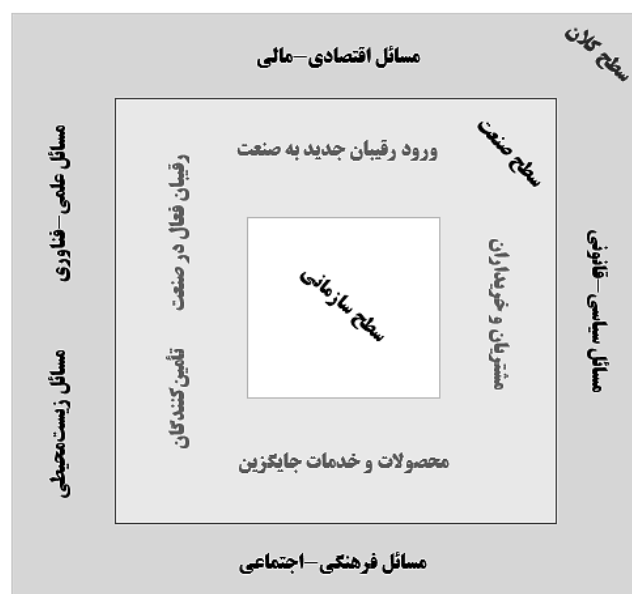 سطح کلان
مسائل اقتصادی–مالی
مسائل سیاسی–قانونی
مسائل علمی–فناوری
مسائل زیست‌محیطی
مسائل فرهنگی–اجتماعی
سطح صنعت
ورود رقیبان جدید به صنعت
مشتریان و خریداران
رقیبان فعال در صنعت
تأمین‌کنندگان
محصولات و خدمات جایگزین
سطح سازمانی